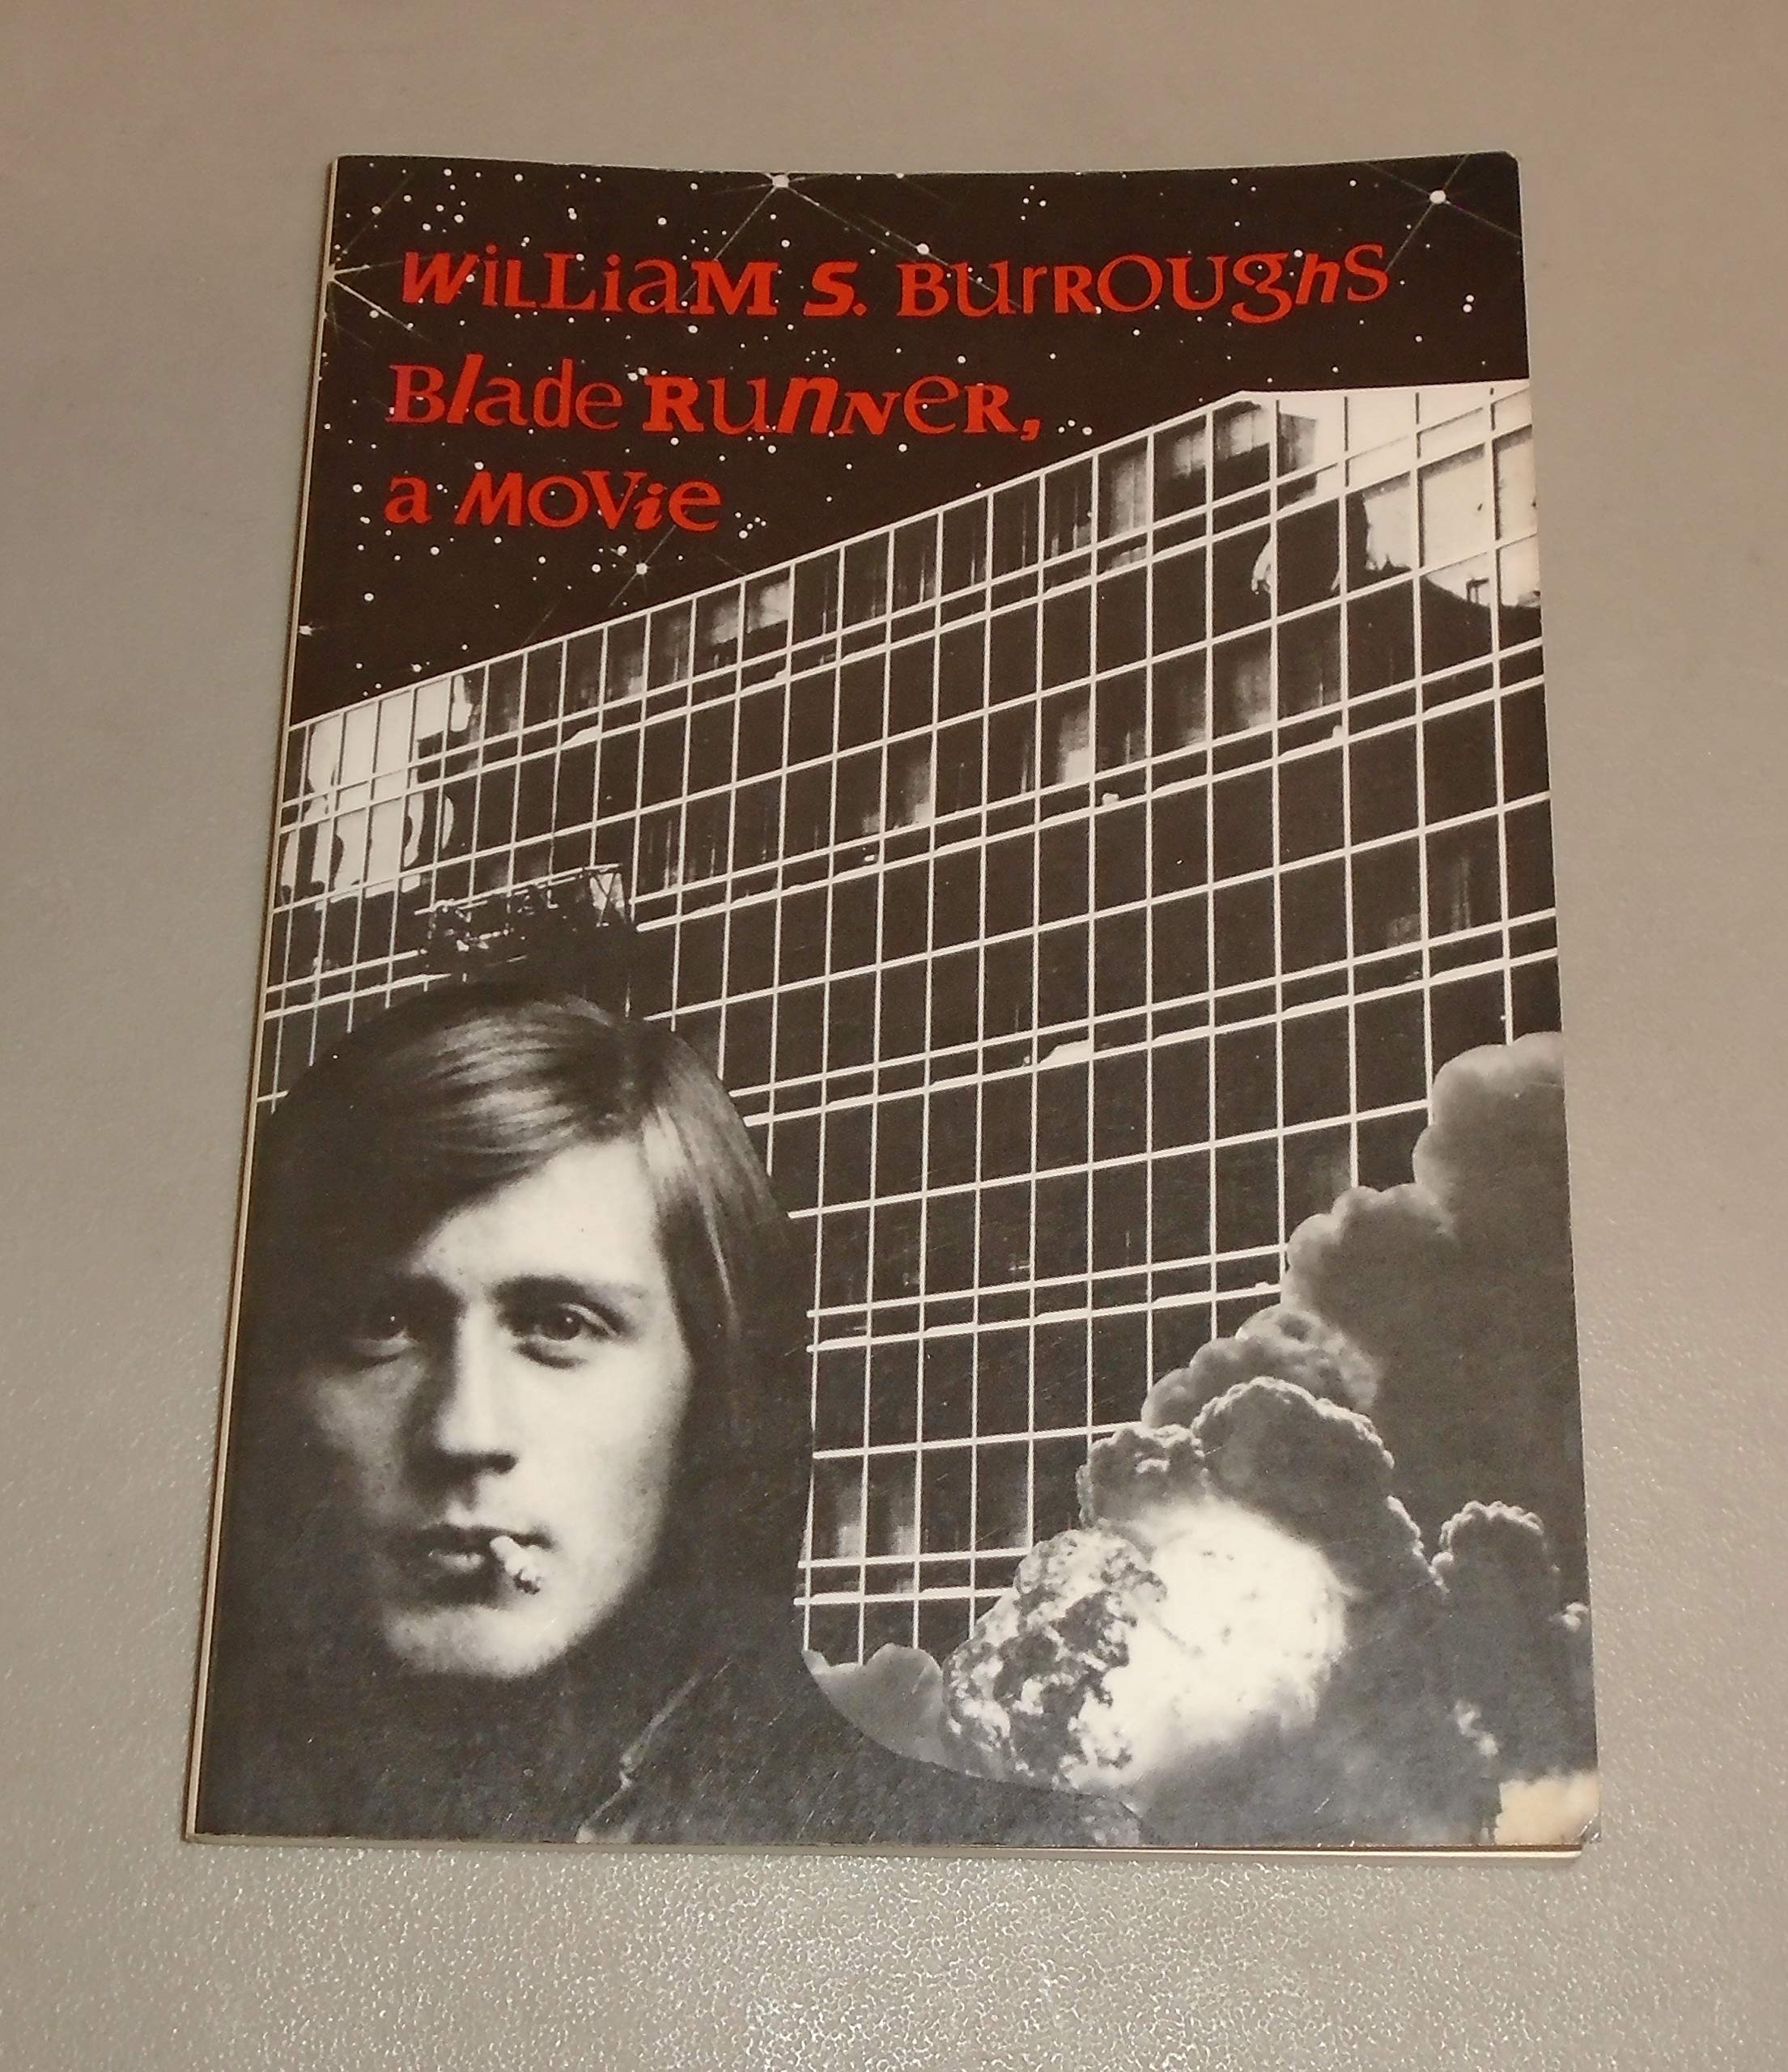 William S. Burroughs
Blade Runner,
a movie